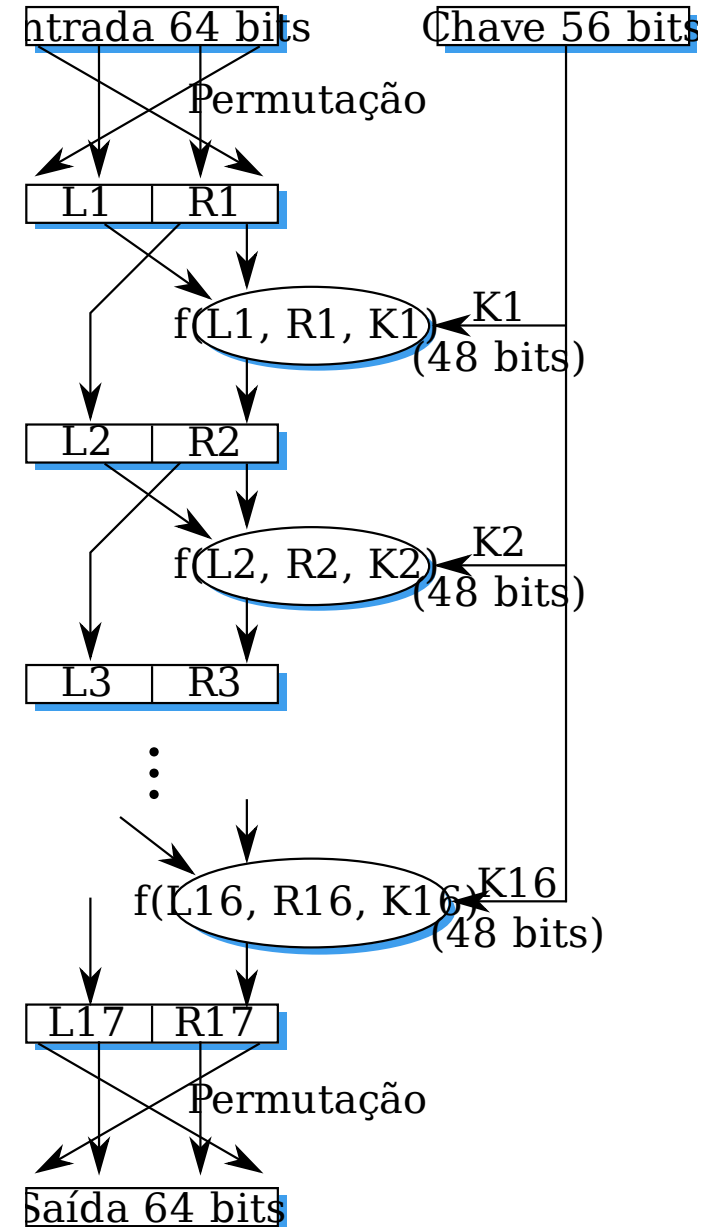 ntrada 64 bits
Chave 56 bits
Permutação
L1 R1
K1
f(L1, R1, K1)
(48 bits)
L2 R2
K2
f(L2, R2, K2)
(48 bits)
L3 R3
K16
f(L16, R16, K16)
(48 bits)
L17 R17
Permutação
Saída 64 bits